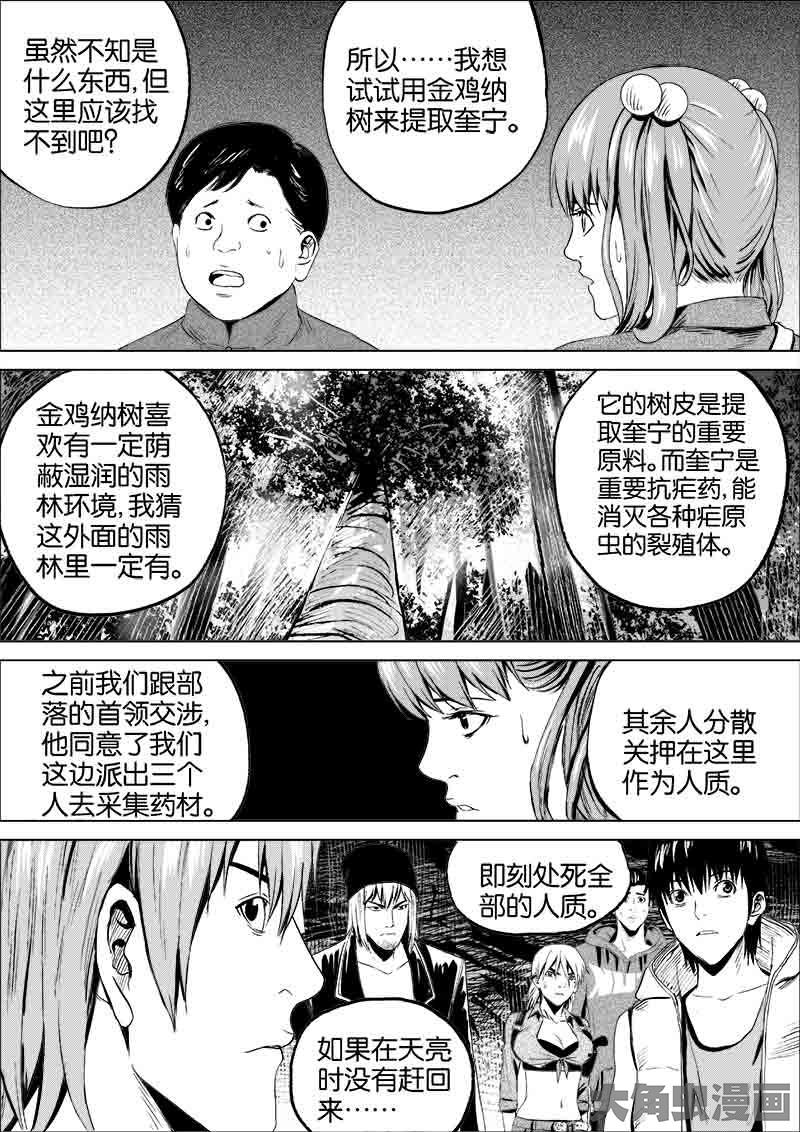 所以……我想
试试用金鸡纳
树来提取奎宁。
虽然不知是
什么东西,但
这里应该找
不到吧?
它的树皮是提
取奎宁的重要
原料。而奎宁是
重要抗疟药,能
消灭各种疟原
虫的裂殖体。
金鸡纳树喜
欢有一定荫
蔽湿润的雨
林环境,我猜
这外面的雨
林里一定有。
之前我们跟部
落的首领交涉,
他同意了我们
这边派出三个
人去采集药材。
其余人分散
关押在这里
作为人质。
如果在天亮
时没有赶回
来……
即刻处死全
部的人质。
大角虫漫画